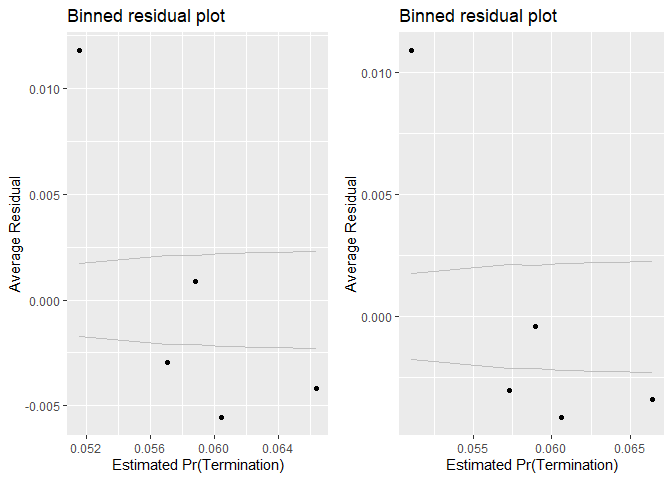 Binned residual plot
0.010
0.005
0.000
-0.005
Average Residual
0.052
0.056
0.060
0.064
Estimated Pr(Termination)
Binned residual plot
0.010
0.005
0.000
Average Residual
0.055
0.060
0.065
Estimated Pr(Termination)